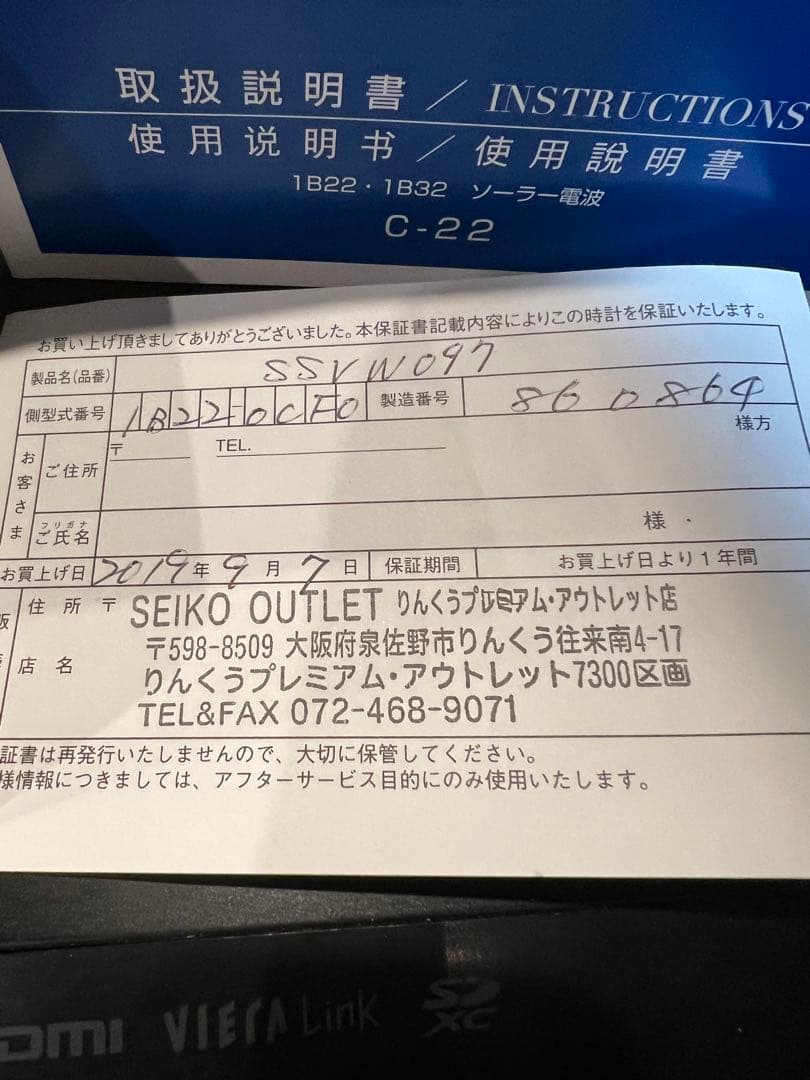 取扱説明書／INSTRUCTIONS
使用说明书／使用説明書
1B22・1B32 ソーラー電波
C-22
お買い上げ頂きましてありがとうございました。本保証書記載内容によりこの時計を保証いたします。
製品名(品番) SSVW097
側型式番号 1B22-0CF0 製造番号 860864
お客さま
〒 TEL.
様方
ご住所
フリガナ
ご氏名 様
お買上げ日 2019年9月7日 保証期間 お買上げ日より1年間
住所 〒 SEIKO OUTLET りんくうプレミアム・アウトレット店
〒598-8509 大阪府泉佐野市りんくう往来南4-17
店名 りんくうプレミアム・アウトレット7300区画
TEL&FAX 072-468-9071
証書は再発行いたしませんので、大切に保管してください。
様情報につきましては、アフターサービス目的にのみ使用いたします。
DMI VIERA Link SD XC